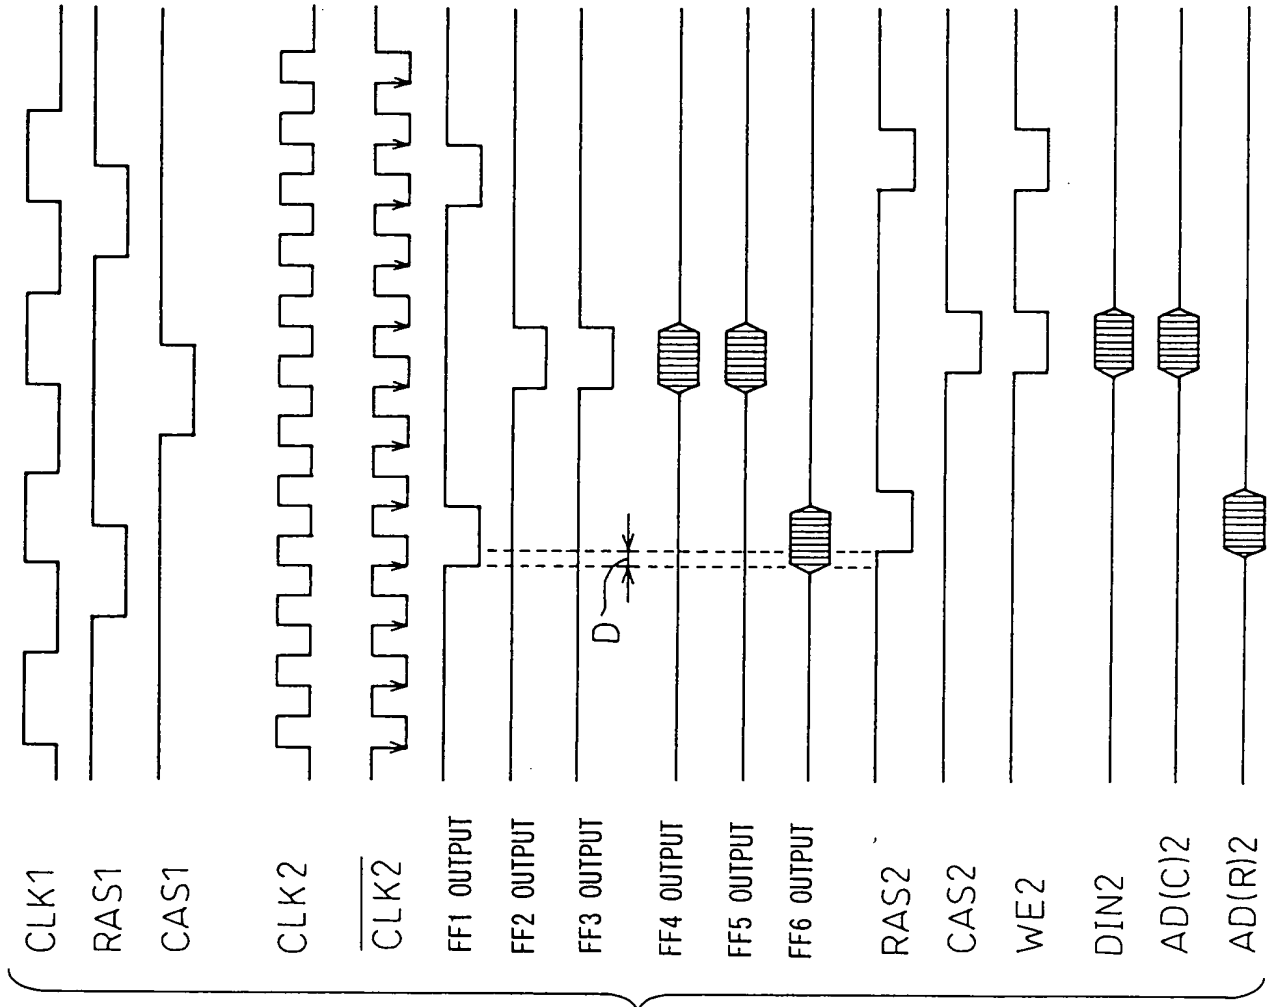 CLK1
RAS1
CAS1
CLK2
C̅L̅K̅2̅
FF1 OUTPUT
FF2 OUTPUT
FF3 OUTPUT
FF4 OUTPUT
FF5 OUTPUT
FF6 OUTPUT
D
RAS2
CAS2
WE2
DIN2
AD(C)2
AD(R)2